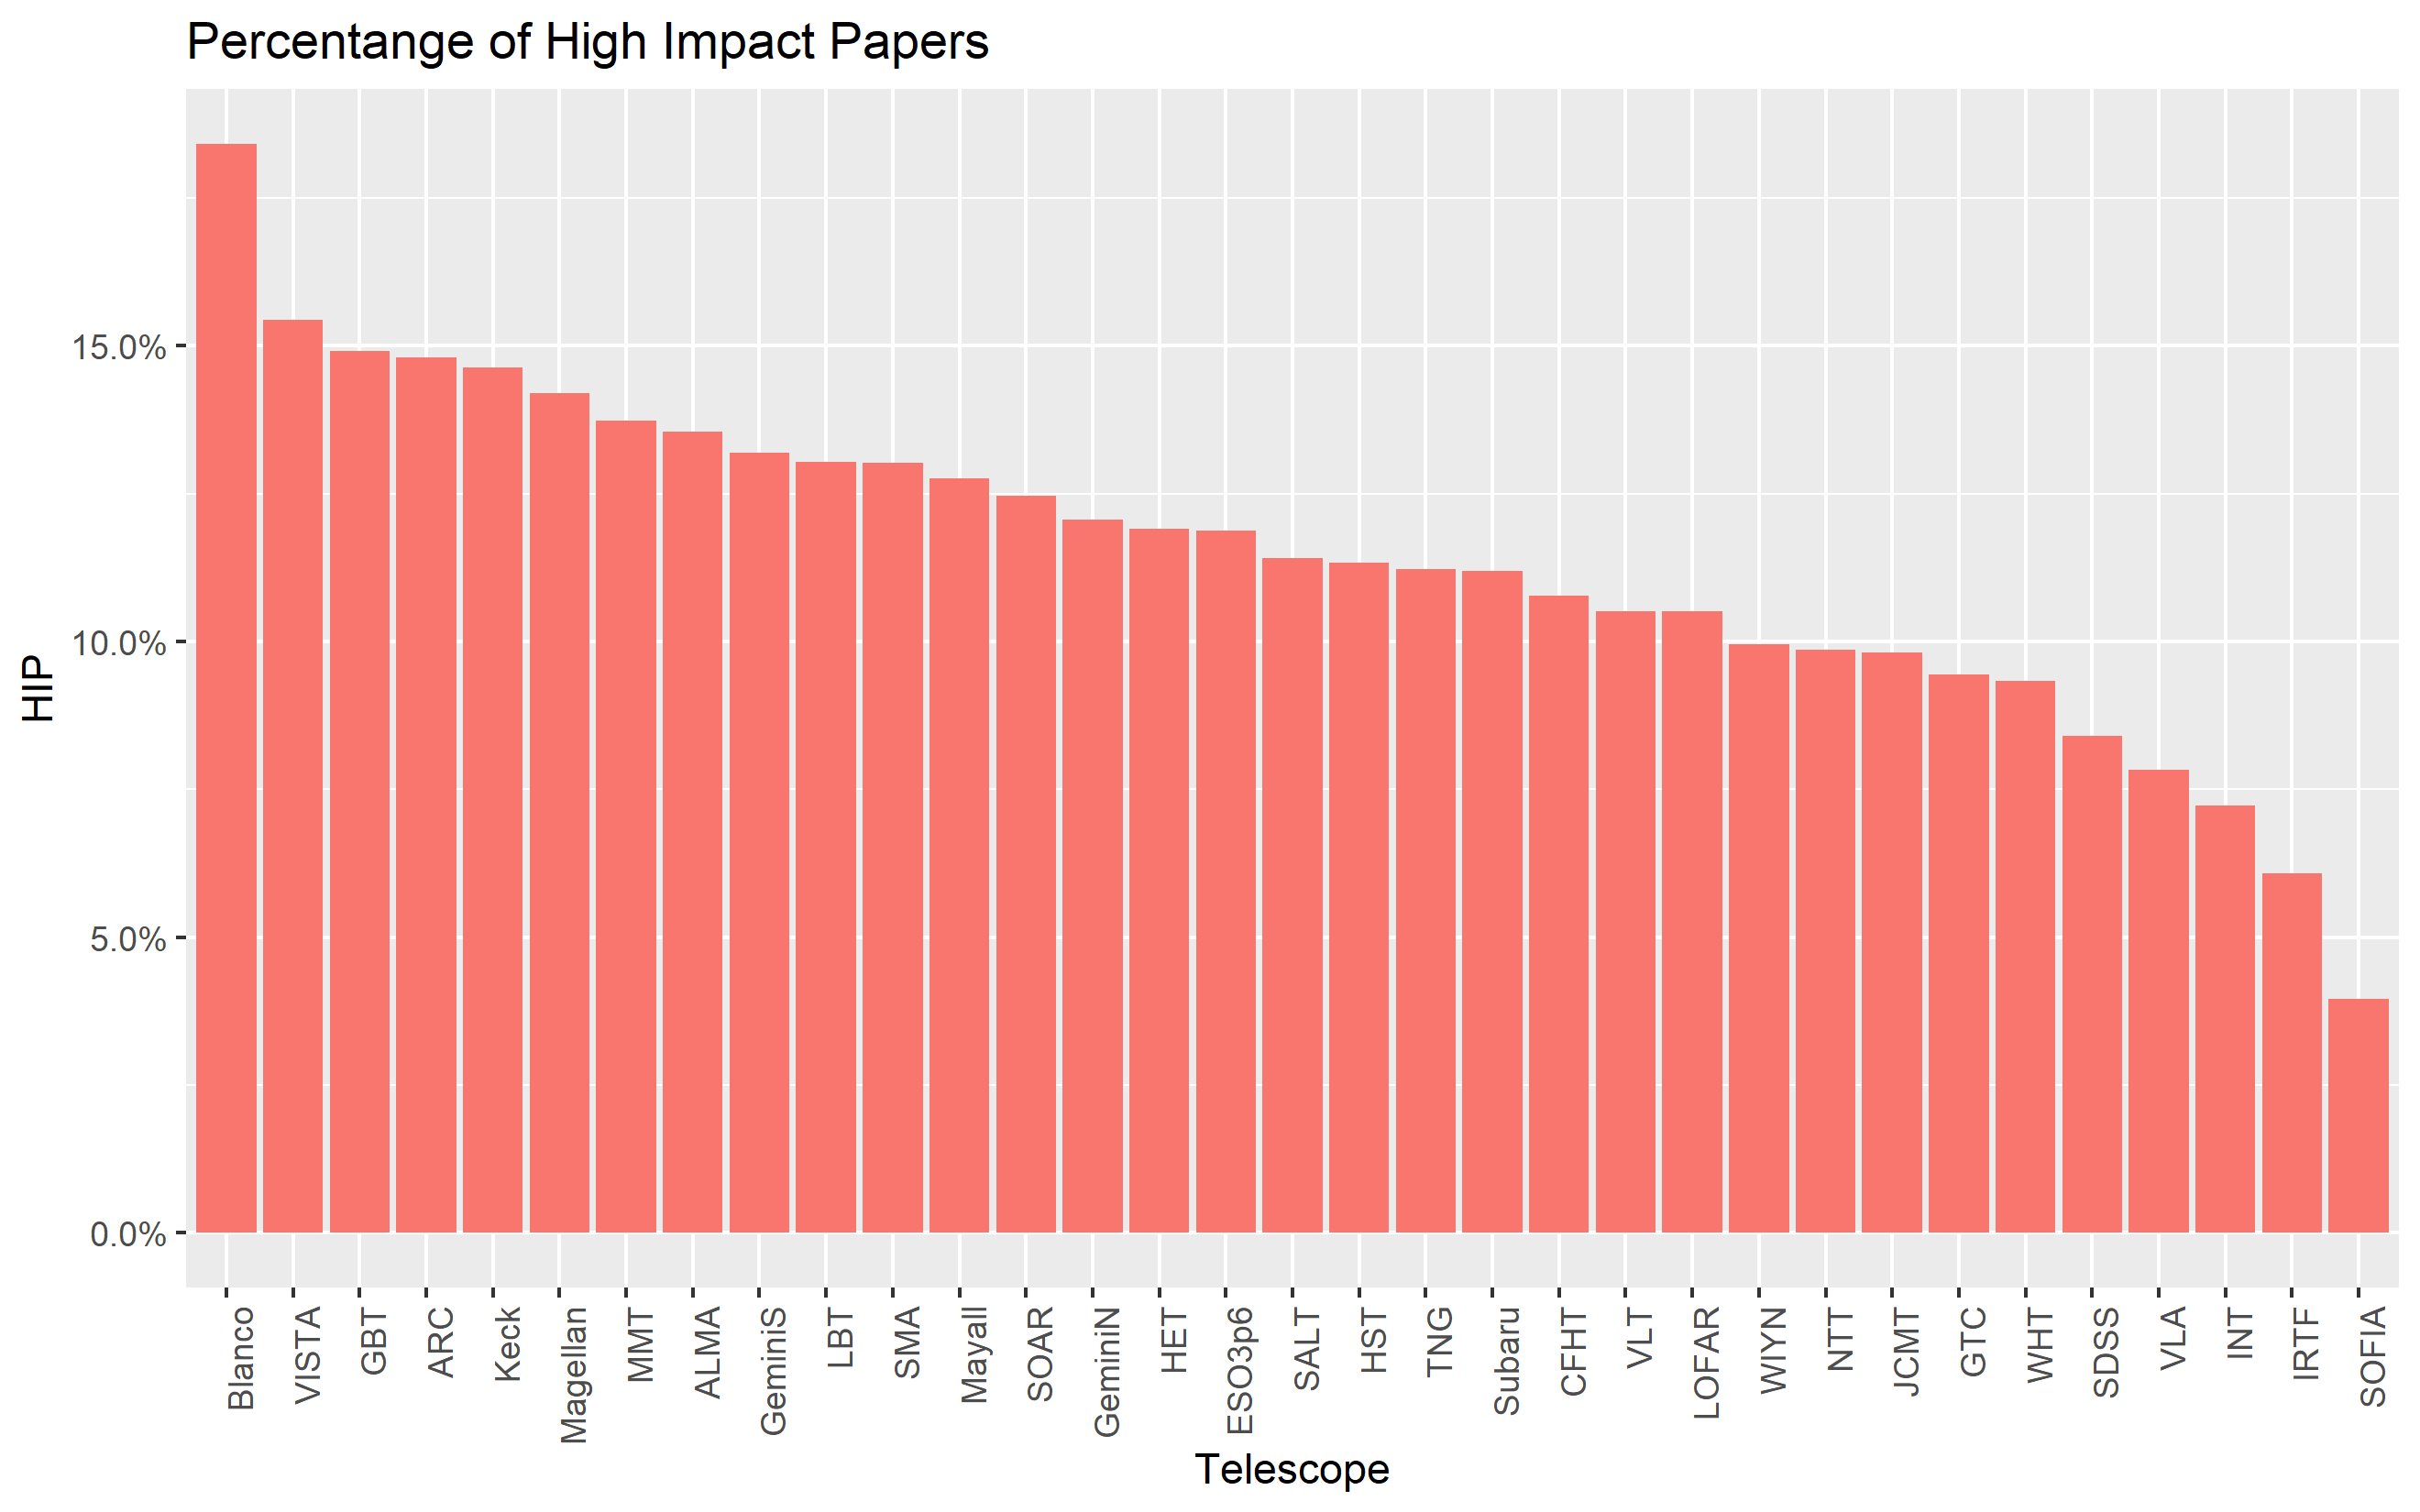 Percentange of High Impact Papers
HIP
15.0%
10.0%
5.0%
0.0%
Blanco
VISTA
GBT
ARC
Keck
Magellan
MMT
ALMA
GeminiS
LBT
SMA
Mayall
SOAR
GeminiN
HET
ESO3p6
SALT
HST
TNG
Subaru
CFHT
VLT
LOFAR
WIYN
NTT
JCMT
GTC
WHT
SDSS
VLA
INT
IRTF
SOFIA
Telescope